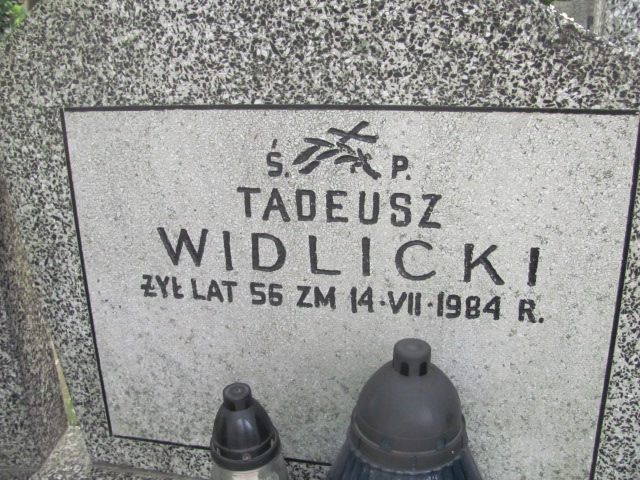 Ś. P.
TADEUSZ
WIDLICKI
ŻYŁ LAT 56 ZM 14·VII·1984 R.